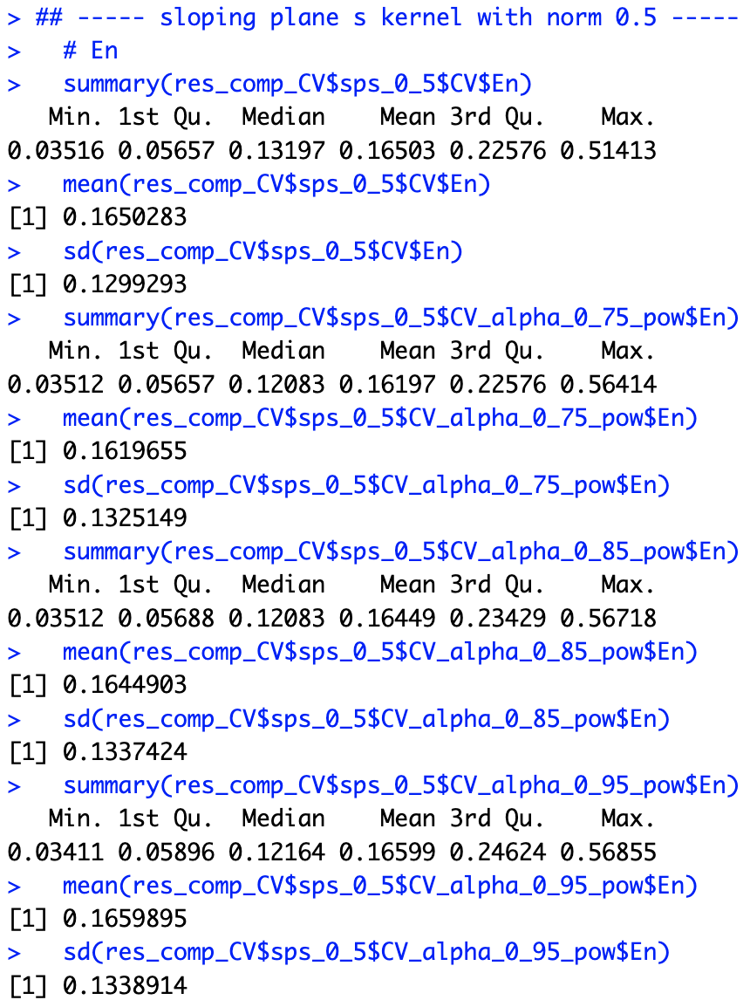 > ## ----- sloping plane s kernel with norm 0.5 -----
>   # En
>   summary(res_comp_CV$sps_0_5$CV$En)
   Min. 1st Qu.  Median    Mean 3rd Qu.    Max.
0.03516 0.05657 0.13197 0.16503 0.22576 0.51413
>   mean(res_comp_CV$sps_0_5$CV$En)
[1] 0.1650283
>   sd(res_comp_CV$sps_0_5$CV$En)
[1] 0.1299293
>   summary(res_comp_CV$sps_0_5$CV_alpha_0_75_pow$En)
   Min. 1st Qu.  Median    Mean 3rd Qu.    Max.
0.03512 0.05657 0.12083 0.16197 0.22576 0.56414
>   mean(res_comp_CV$sps_0_5$CV_alpha_0_75_pow$En)
[1] 0.1619655
>   sd(res_comp_CV$sps_0_5$CV_alpha_0_75_pow$En)
[1] 0.1325149
>   summary(res_comp_CV$sps_0_5$CV_alpha_0_85_pow$En)
   Min. 1st Qu.  Median    Mean 3rd Qu.    Max.
0.03512 0.05688 0.12083 0.16449 0.23429 0.56718
>   mean(res_comp_CV$sps_0_5$CV_alpha_0_85_pow$En)
[1] 0.1644903
>   sd(res_comp_CV$sps_0_5$CV_alpha_0_85_pow$En)
[1] 0.1337424
>   summary(res_comp_CV$sps_0_5$CV_alpha_0_95_pow$En)
   Min. 1st Qu.  Median    Mean 3rd Qu.    Max.
0.03411 0.05896 0.12164 0.16599 0.24624 0.56855
>   mean(res_comp_CV$sps_0_5$CV_alpha_0_95_pow$En)
[1] 0.1659895
>   sd(res_comp_CV$sps_0_5$CV_alpha_0_95_pow$En)
[1] 0.1338914